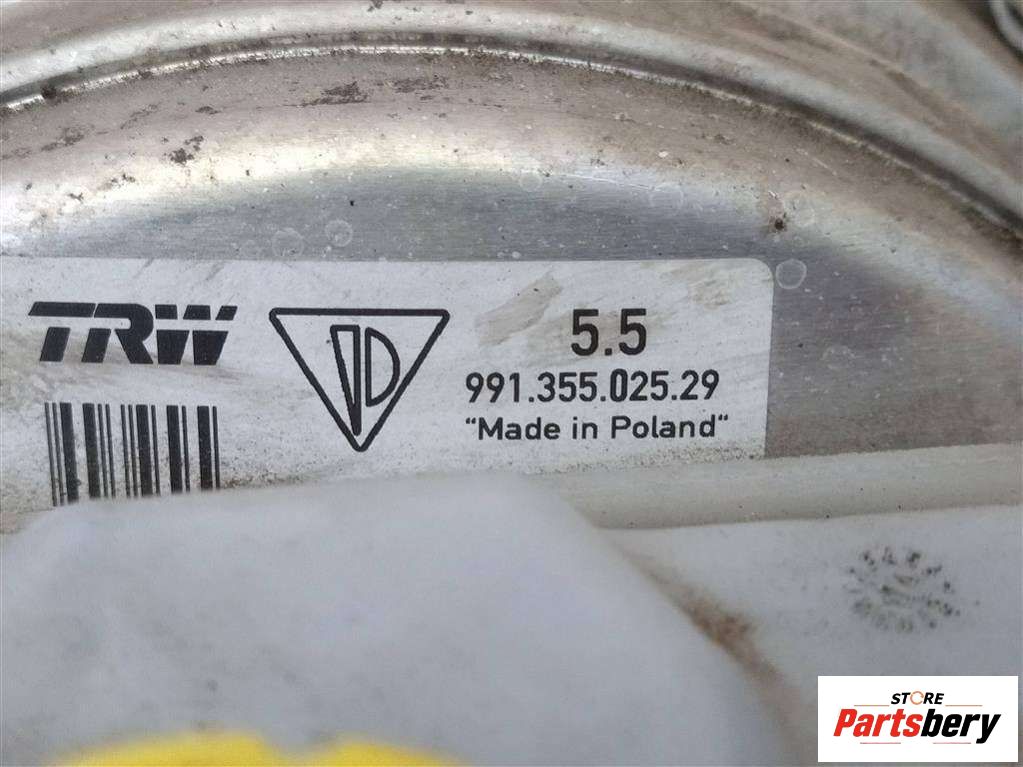 TRW
5.5
991.355.025.29
"Made in Poland"
STORE
Partsbery